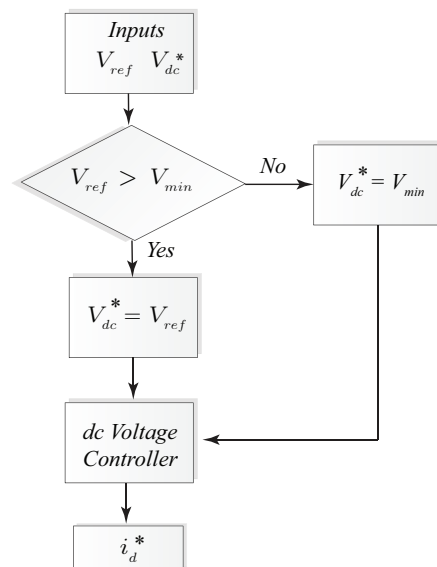 Inputs
V_ref V_dc*
V_ref > V_min
No
V_dc* = V_min
Yes
V_dc* = V_ref
dc Voltage
Controller
i_d*